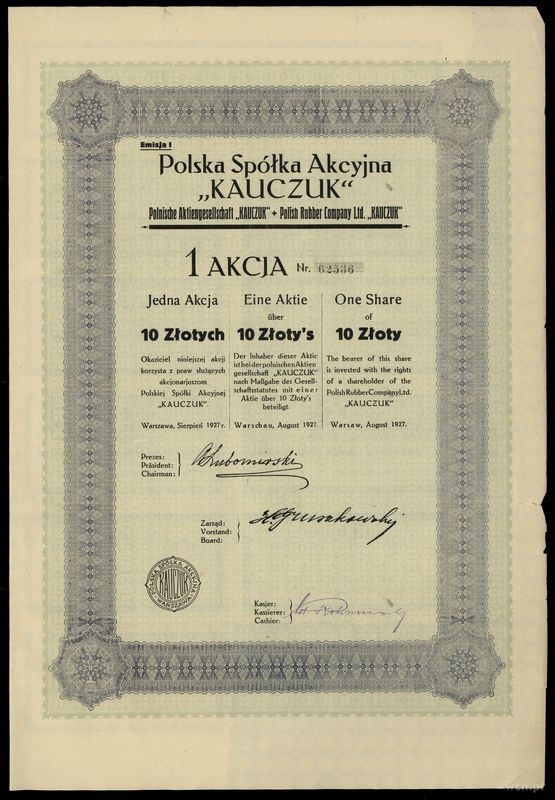 Emisja I
Polska Spółka Akcyjna
„KAUCZUK“
Polnische Aktiengesellschaft „KAUCZUK“ + Polish Rubber Company Ltd. „KAUCZUK“
1 AKCJA Nr. 62536
Jedna Akcja
10 Złotych
Okaziciel niniejszej akcji
korzysta z praw służących
akcjonarjuszom
Polskiej Spółki Akcyjnej
„KAUCZUK“.
Warszawa, Sierpień 1927 r.
Eine Aktie
über
10 Złoty's
Der Inhaber dieser Aktie
ist bei der polnischen Aktien
gesellschaft „KAUCZUK“
nach Maßgabe des Gesell-
schaftsstatutes mit einer
Aktie über 10 Złoty's
beteiligt.
Warschau, August 1927.
One Share
of
10 Złoty
The bearer of this share
is invested with the rights
of a shareholder of the
Polish Rubber Company Ltd.
„KAUCZUK“.
Warsaw, August 1927.
Prezes:
Präsident:
Chairman:
Lubomirski
Zarząd:
Vorstand:
Board:
POLSKA SPÓŁKA AKCYJNA
KAUCZUK
WARSZAWA
Kasjer:
Kassierer:
Cashier:
wcn.pl